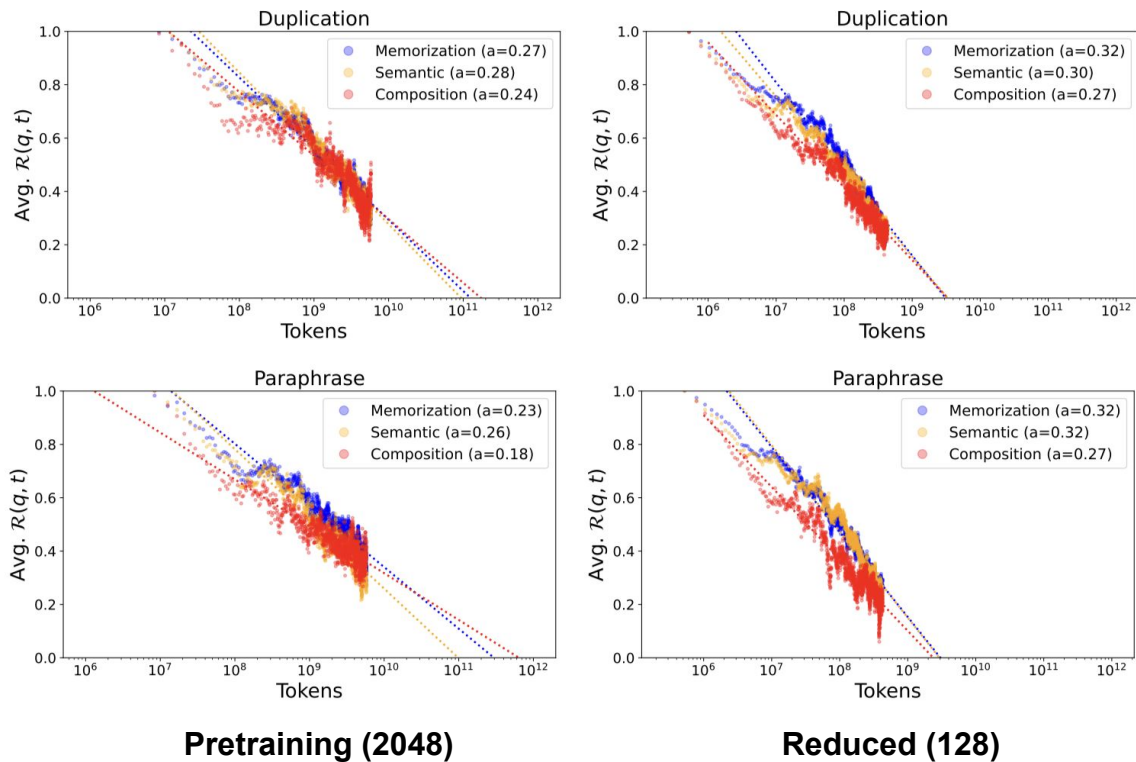 Duplication
Memorization (a=0.27)
Semantic (a=0.28)
Composition (a=0.24)
1.0
0.8
0.6
0.4
0.2
0.0
Avg. R(q, t)
10⁶ 10⁷ 10⁸ 10⁹ 10¹⁰ 10¹¹ 10¹²
Tokens
Duplication
Memorization (a=0.32)
Semantic (a=0.30)
Composition (a=0.27)
1.0
0.8
0.6
0.4
0.2
0.0
Avg. R(q, t)
10⁶ 10⁷ 10⁸ 10⁹ 10¹⁰ 10¹¹ 10¹²
Tokens
Paraphrase
Memorization (a=0.23)
Semantic (a=0.26)
Composition (a=0.18)
1.0
0.8
0.6
0.4
0.2
0.0
Avg. R(q, t)
10⁶ 10⁷ 10⁸ 10⁹ 10¹⁰ 10¹¹ 10¹²
Tokens
Paraphrase
Memorization (a=0.32)
Semantic (a=0.32)
Composition (a=0.27)
1.0
0.8
0.6
0.4
0.2
0.0
Avg. R(q, t)
10⁶ 10⁷ 10⁸ 10⁹ 10¹⁰ 10¹¹ 10¹²
Tokens
Pretraining (2048)
Reduced (128)